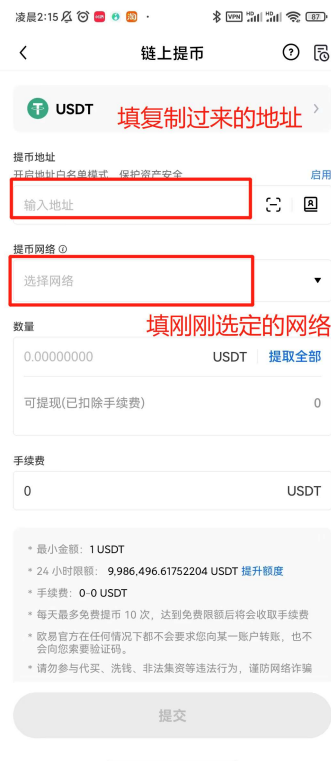 凌晨2:15
VPN
HD
HD
87
链上提币
USDT
填复制过来的地址
提币地址
开启地址白名单模式，保护资产安全
启用
输入地址
提币网络
选择网络
填刚刚选定的网络
数量
0.00000000
USDT
提取全部
可提现(已扣除手续费)
0
手续费
0
USDT
* 最小金额：1 USDT
* 24 小时限额： 9,986,496.61752204 USDT 提升额度
* 手续费：0-0 USDT
* 每天最多免费提币 10 次，达到免费限额后将会收取手续费
* 欧易官方在任何情况下都不会要求您向某一账户转账，也不
会向您索要验证码。
* 请勿参与代买、洗钱、非法集资等违法行为，谨防网络诈骗
提交